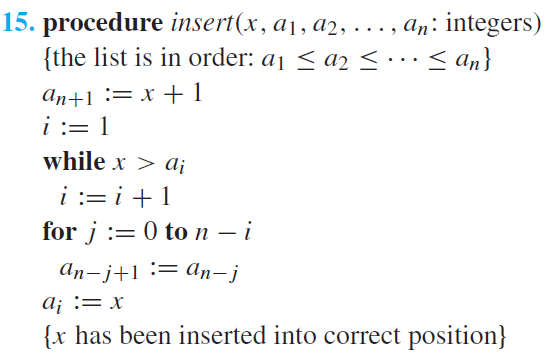 15. procedure insert(x, a₁, a₂, . . . , aₙ: integers)
{the list is in order: a₁ ≤ a₂ ≤ · · · ≤ aₙ}
aₙ₊₁ := x + 1
i := 1
while x > aᵢ
i := i + 1
for j := 0 to n − i
aₙ₋ⱼ₊₁ := aₙ₋ⱼ
aᵢ := x
{x has been inserted into correct position}